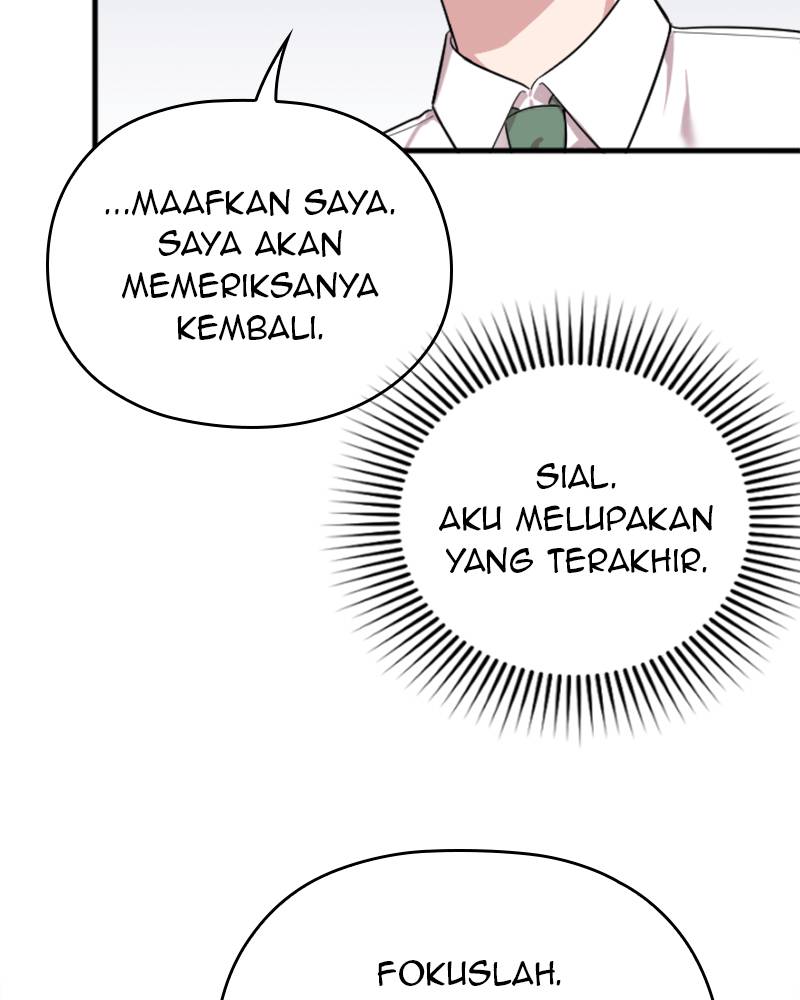 ...MAAFKAN SAYA.
SAYA AKAN
MEMERIKSANYA
KEMBALI.
SIAL.
AKU MELUPAKAN
YANG TERAKHIR.
FOKUSLAH.